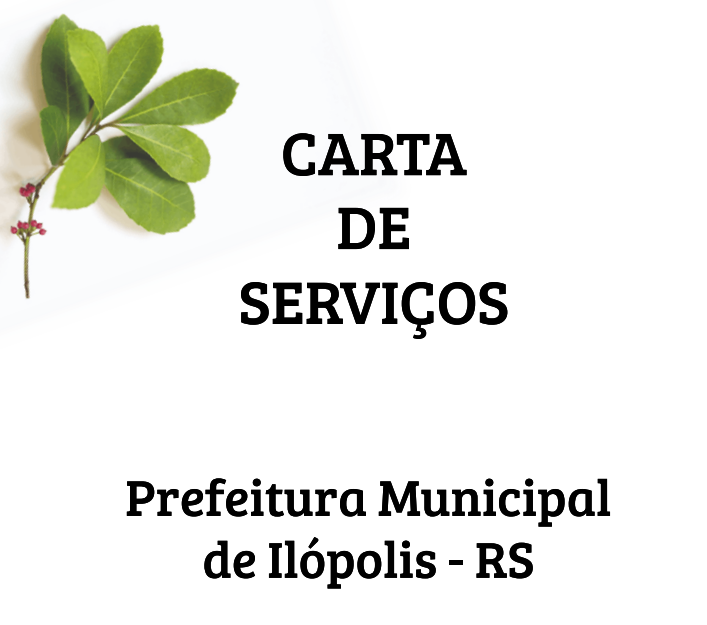 CARTA
DE
SERVIÇOS
Prefeitura Municipal
de Ilópolis - RS